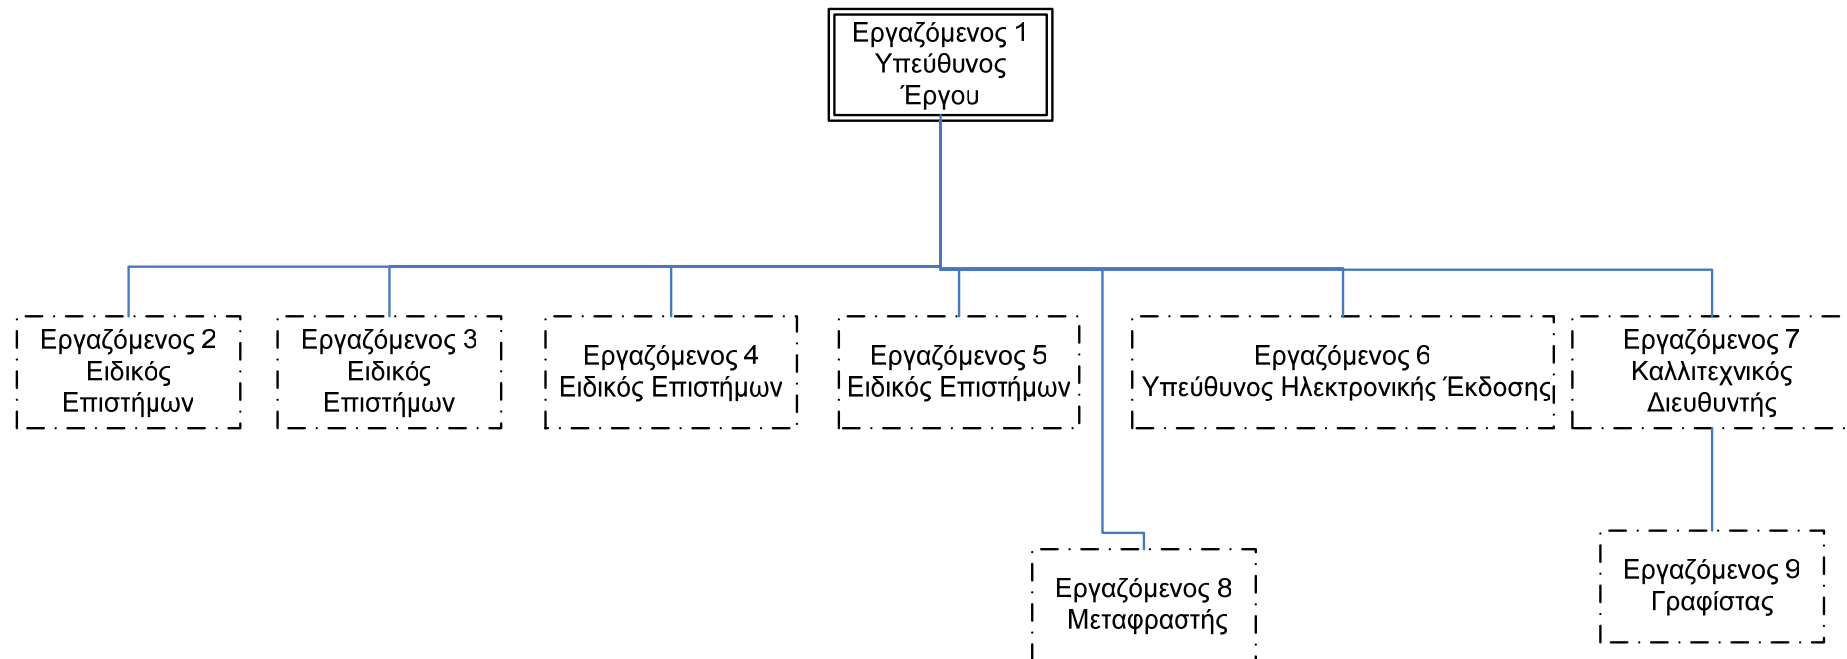 Εργαζόμενος 1
Υπεύθυνος
Έργου
Εργαζόμενος 2
Ειδικός
Επιστήμων
Εργαζόμενος 3
Ειδικός
Επιστήμων
Εργαζόμενος 4
Ειδικός Επιστήμων
Εργαζόμενος 5
Ειδικός Επιστήμων
Εργαζόμενος 6
Υπεύθυνος Ηλεκτρονικής Έκδοσης
Εργαζόμενος 7
Καλλιτεχνικός
Διευθυντής
Εργαζόμενος 8
Μεταφραστής
Εργαζόμενος 9
Γραφίστας